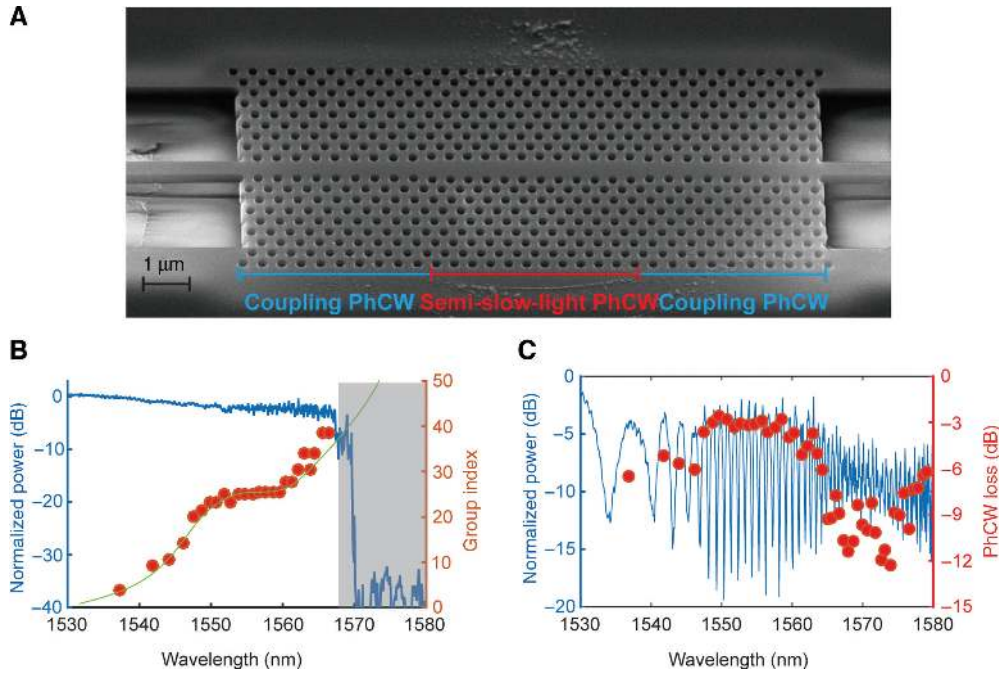 A
1 µm
Coupling PhCW
Semi-slow-light PhCW
Coupling PhCW
B
0
−10
−20
−30
−40
Normalized power (dB)
50
40
30
20
10
0
Group index
1530
1540
1550
1560
1570
1580
Wavelength (nm)
C
0
−5
−10
−15
−20
Normalized power (dB)
0
−3
−6
−9
−12
−15
PhCW loss (dB)
1530
1540
1550
1560
1570
1580
Wavelength (nm)